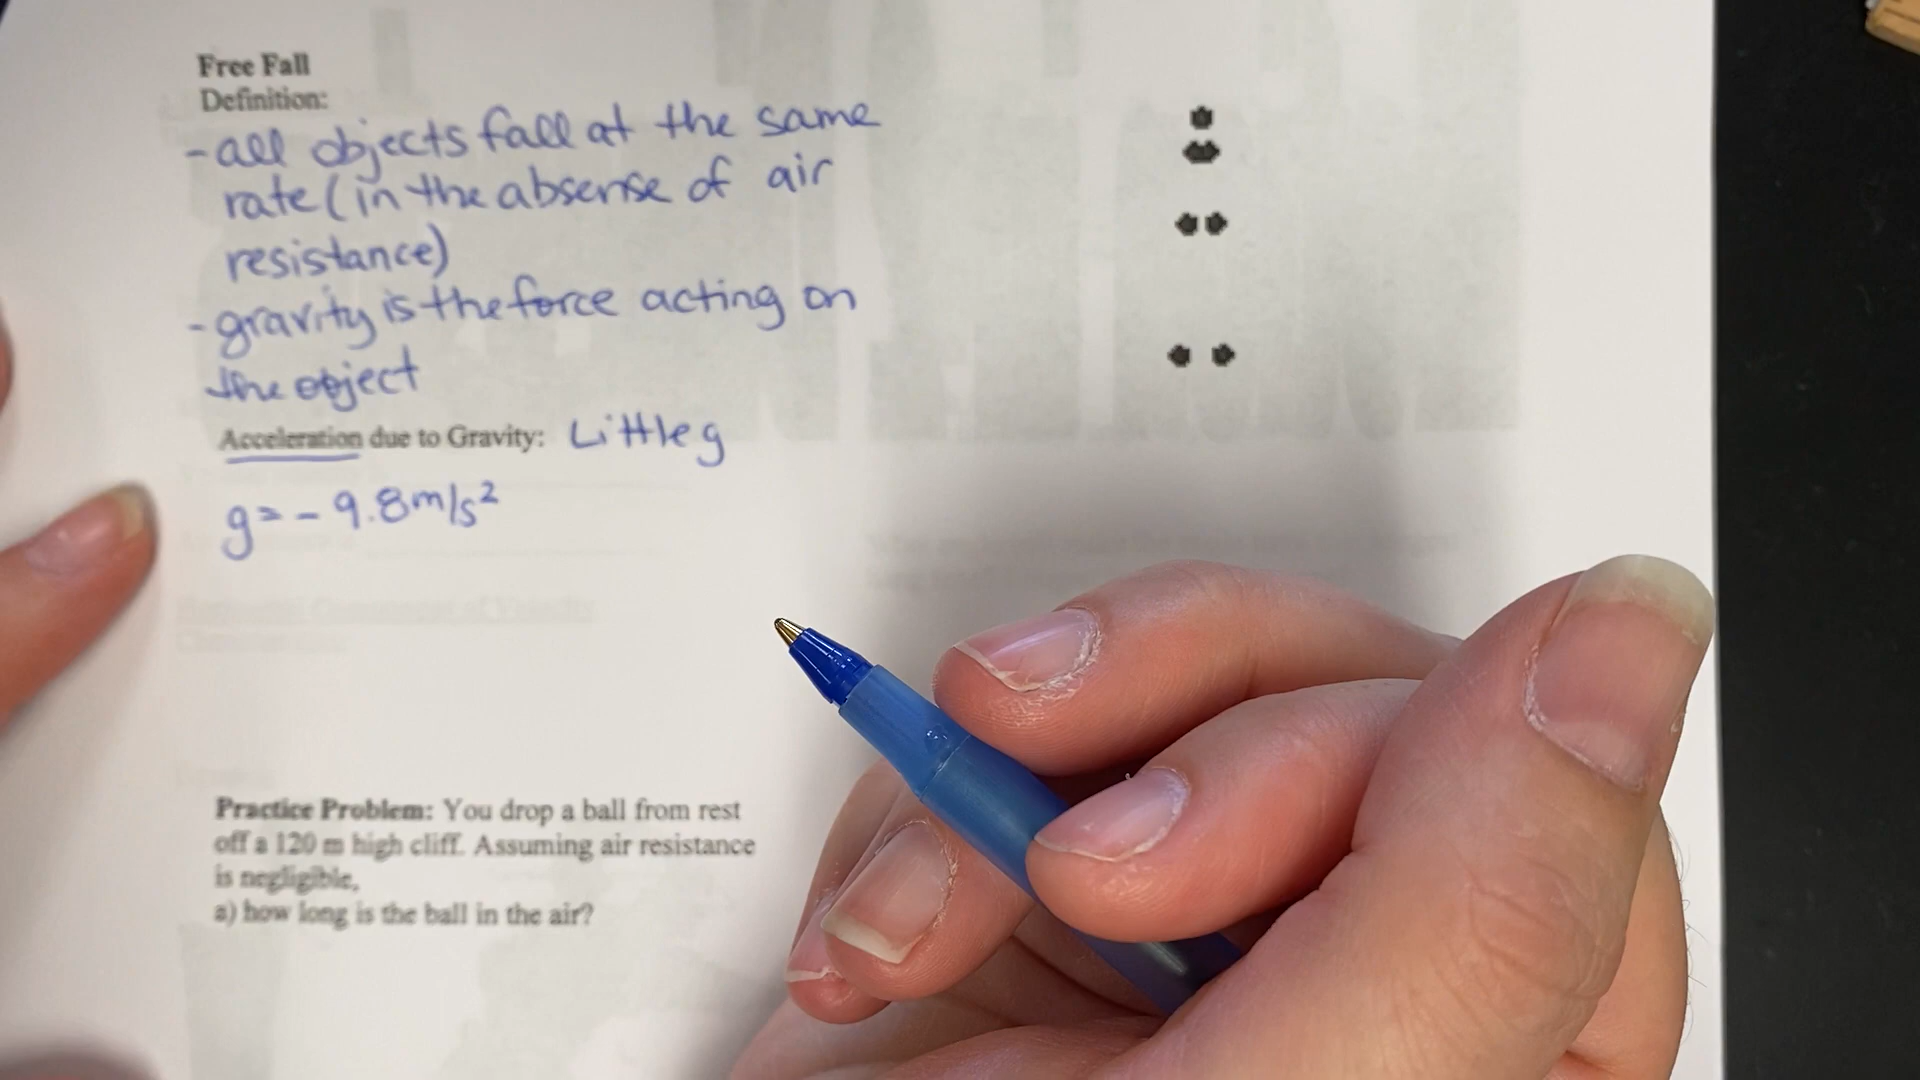 Free Fall
Definition:
- all objects fall at the same
rate (in the absense of air
resistance)
- gravity is the force acting on
the object
Acceleration due to Gravity: Little g
g = - 9.8 m/s²
Practice Problem: You drop a ball from rest
off a 120 m high cliff. Assuming air resistance
is negligible,
a) how long is the ball in the air?